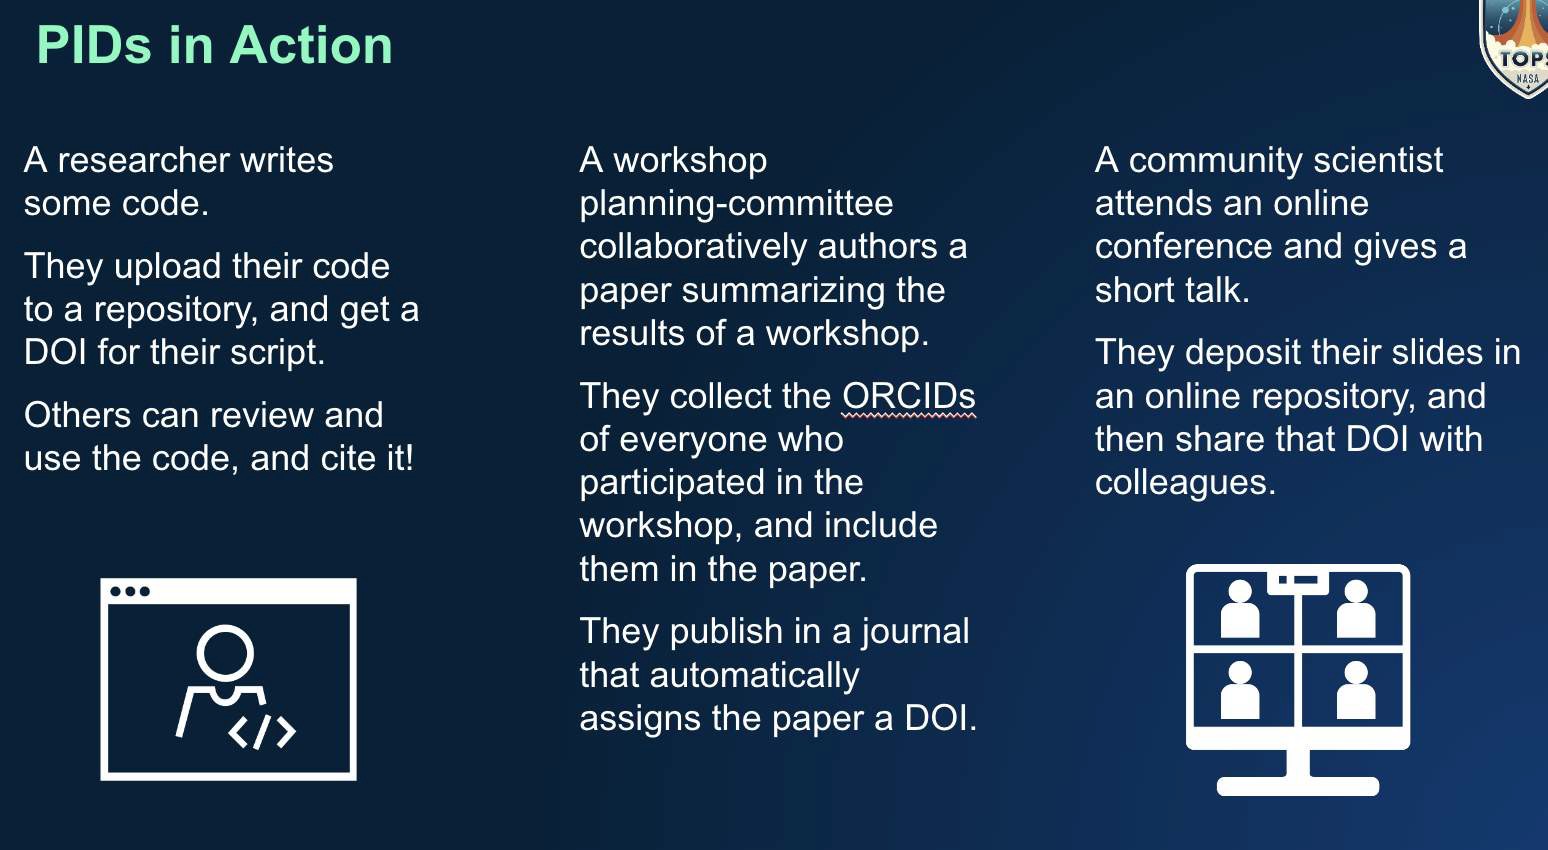 PIDs in Action
TOPS
NASA
A researcher writes
some code.
They upload their code
to a repository, and get a
DOI for their script.
Others can review and
use the code, and cite it!
</>
A workshop
planning-committee
collaboratively authors a
paper summarizing the
results of a workshop.
They collect the ORCIDs
of everyone who
participated in the
workshop, and include
them in the paper.
They publish in a journal
that automatically
assigns the paper a DOI.
A community scientist
attends an online
conference and gives a
short talk.
They deposit their slides in
an online repository, and
then share that DOI with
colleagues.